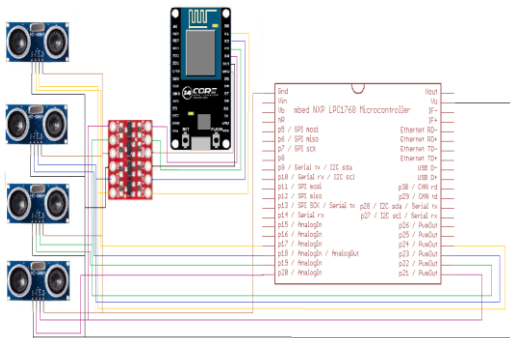 Gnd
Vin
Vb
nR
p5 / SPI mosi
p6 / SPI miso
p7 / SPI sck
p8
p9 / Serial tx / I2C sda
p10 / Serial rx / I2C scl
p11 / SPI mosi
p12 / SPI miso
p13 / SPI SCK / Serial tx
p14 / Serial rx
p15 / AnalogIn
p16 / AnalogIn
p17 / AnalogIn
p18 / AnalogIn / AnalogOut
p19 / AnalogIn
p20 / AnalogIn
mbed NXP LPC1768 Microcontroller
Vout
Vu
IF-
IF+
Ethernet RD-
Ethernet RD+
Ethernet TD-
Ethernet TD+
USB D-
USB D+
p30 / CAN rd
p29 / CAN td
p28 / I2C sda / Serial tx
p27 / I2C scl / Serial rx
p26 / PwmOut
p25 / PwmOut
p24 / PwmOut
p23 / PwmOut
p22 / PwmOut
p21 / PwmOut
CORE